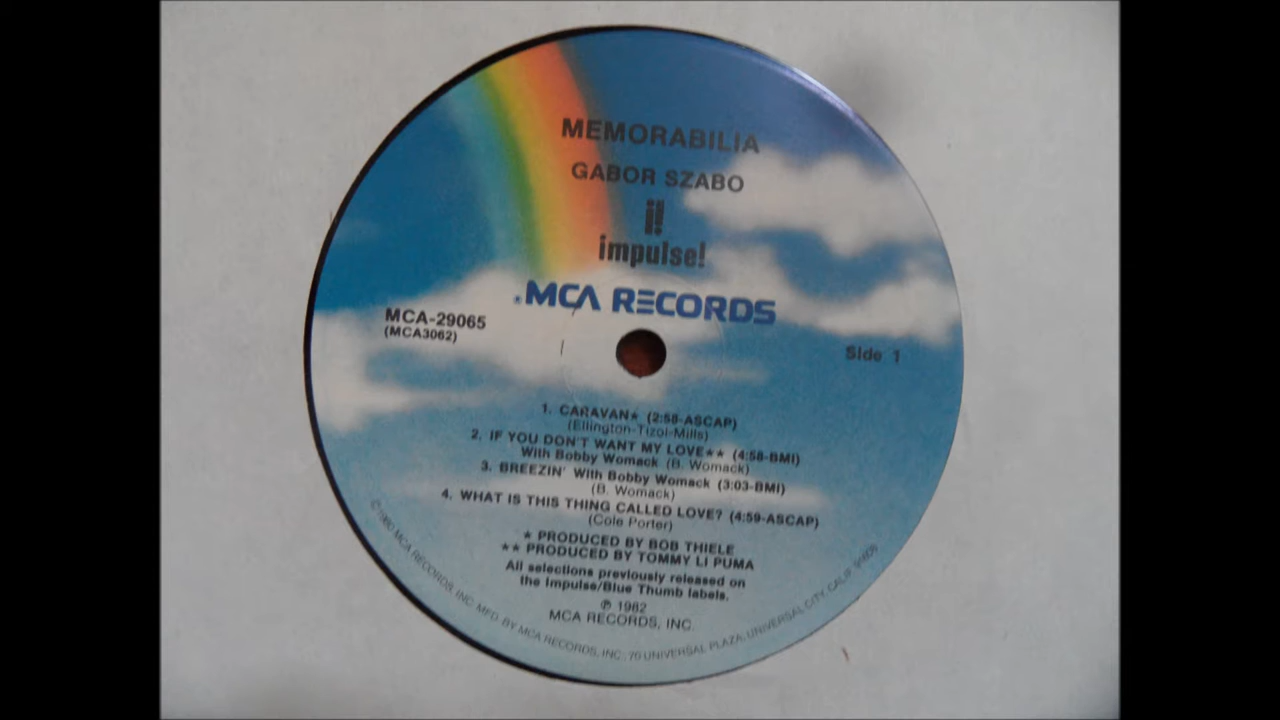 MEMORABILIA
GABOR SZABO
i!
impulse!
MCA RECORDS
MCA-29065
(MCA3062)
Side 1
1. CARAVAN★ (2:58-ASCAP)
(Ellington-Tizol-Mills)
2. IF YOU DON'T WANT MY LOVE★★ (4:58-BMI)
With Bobby Womack (B. Womack)
3. BREEZIN' With Bobby Womack (3:03-BMI)
(B. Womack)
4. WHAT IS THIS THING CALLED LOVE? (4:59-ASCAP)
(Cole Porter)
★ PRODUCED BY BOB THIELE
★★ PRODUCED BY TOMMY LI PUMA
All selections previously released on
the Impulse/Blue Thumb labels.
℗ 1982
MCA RECORDS, INC.
©1980 MCA RECORDS, INC. MFD. BY MCA RECORDS, INC., 70 UNIVERSAL PLAZA, UNIVERSAL CITY, CALIF.